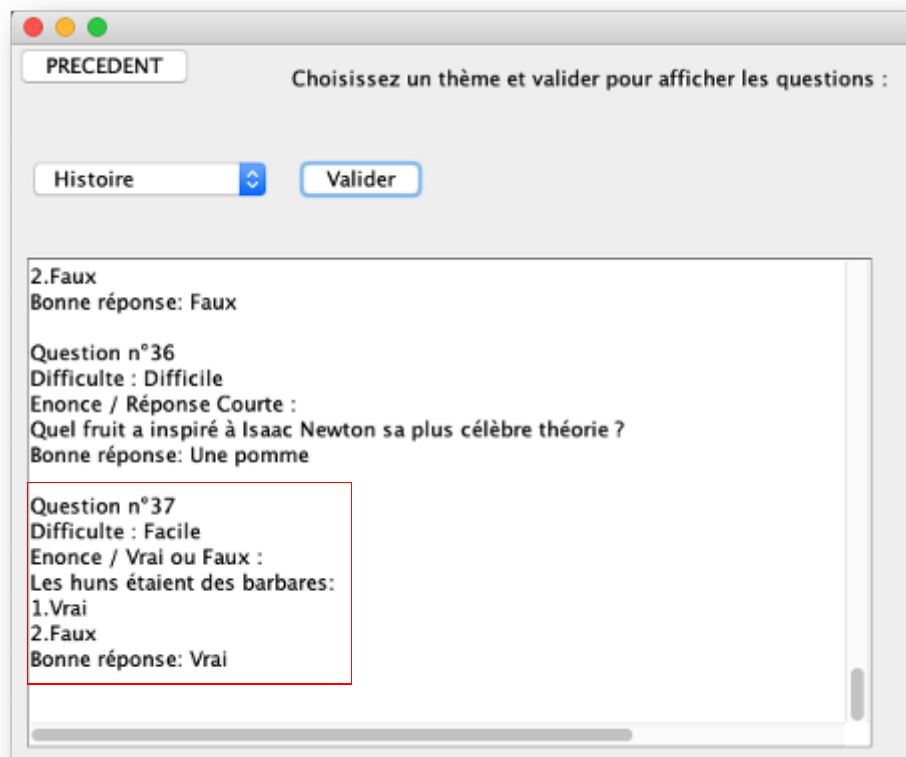 PRECEDENT
Choisissez un thème et valider pour afficher les questions :
Histoire
Valider
2.Faux
Bonne réponse: Faux
Question n°36
Difficulte : Difficile
Enonce / Réponse Courte :
Quel fruit a inspiré à Isaac Newton sa plus célèbre théorie ?
Bonne réponse: Une pomme
Question n°37
Difficulte : Facile
Enonce / Vrai ou Faux :
Les huns étaient des barbares:
1.Vrai
2.Faux
Bonne réponse: Vrai